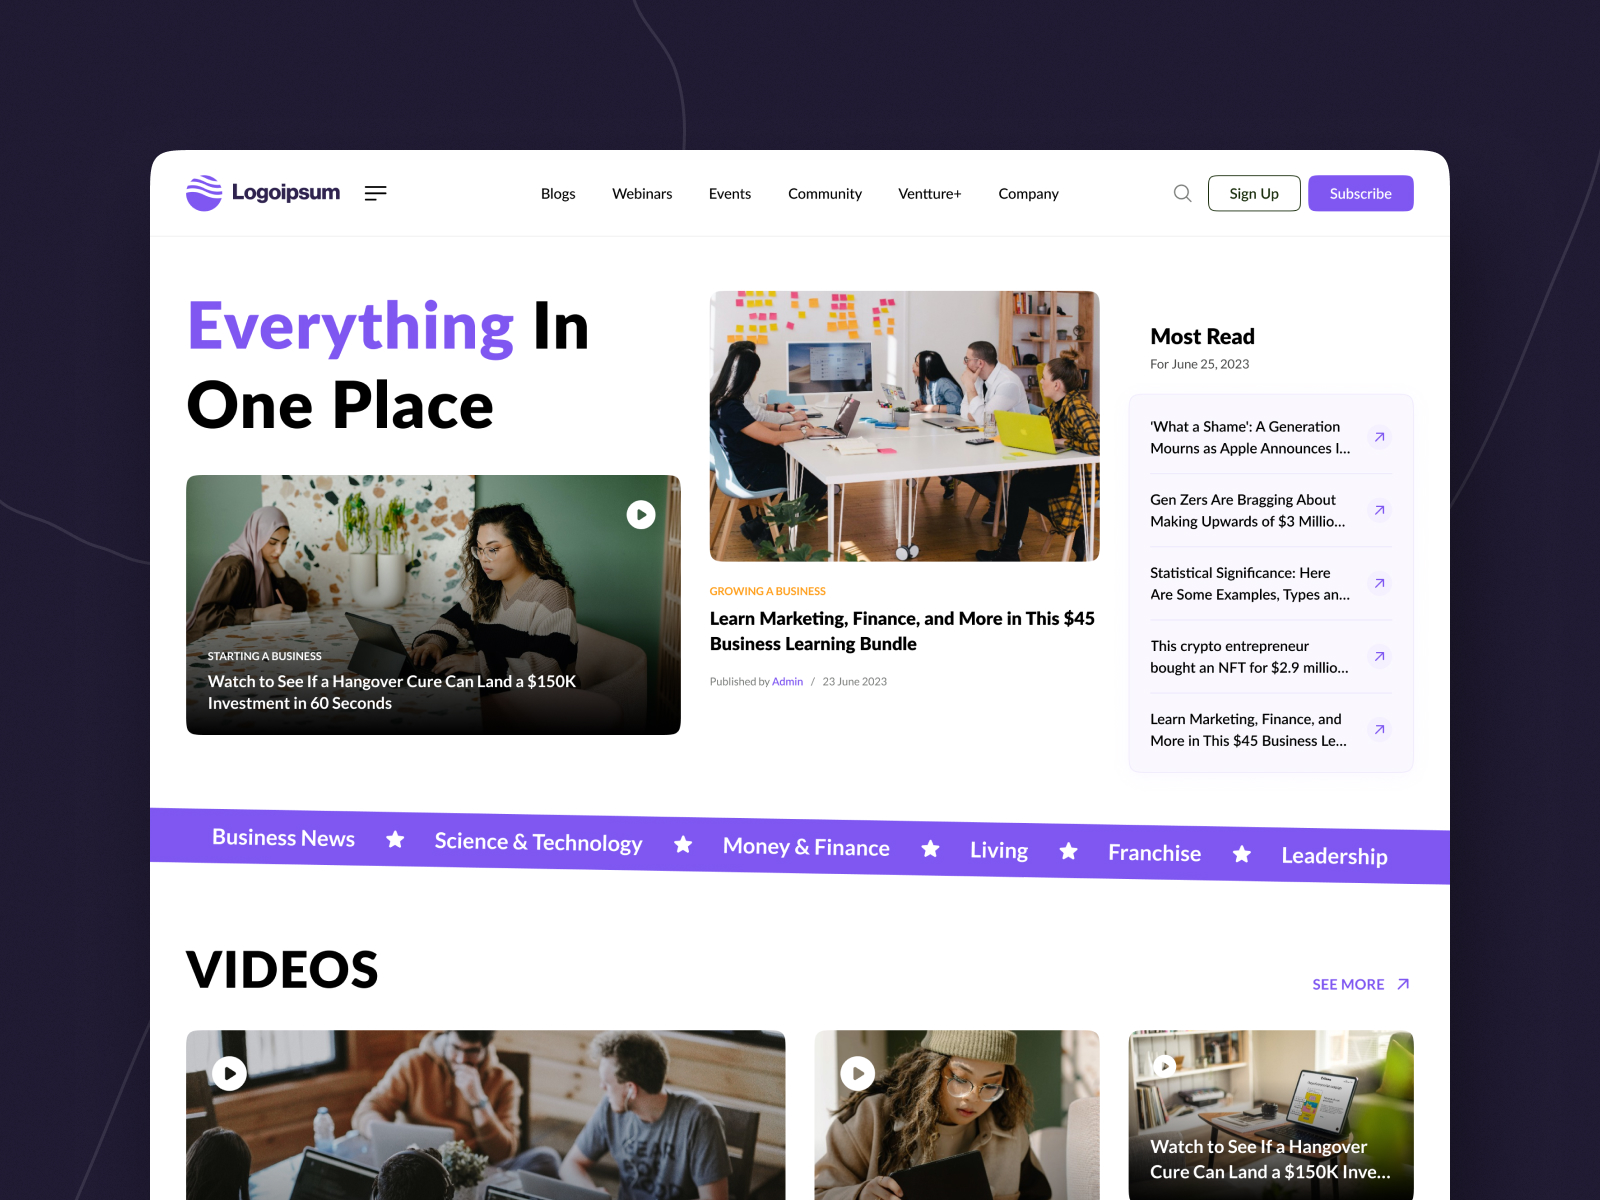 Logoipsum
Blogs
Webinars
Events
Community
Ventture+
Company
Sign Up
Subscribe
Everything In
One Place
STARTING A BUSINESS
Watch to See If a Hangover Cure Can Land a $150K
Investment in 60 Seconds
GROWING A BUSINESS
Learn Marketing, Finance, and More in This $45
Business Learning Bundle
Published by Admin / 23 June 2023
Most Read
For June 25, 2023
'What a Shame': A Generation
Mourns as Apple Announces I...
Gen Zers Are Bragging About
Making Upwards of $3 Millio...
Statistical Significance: Here
Are Some Examples, Types an...
This crypto entrepreneur
bought an NFT for $2.9 millio...
Learn Marketing, Finance, and
More in This $45 Business Le...
Business News ★ Science & Technology ★ Money & Finance ★ Living ★ Franchise ★ Leadership
VIDEOS
SEE MORE
Watch to See If a Hangover
Cure Can Land a $150K Inve...